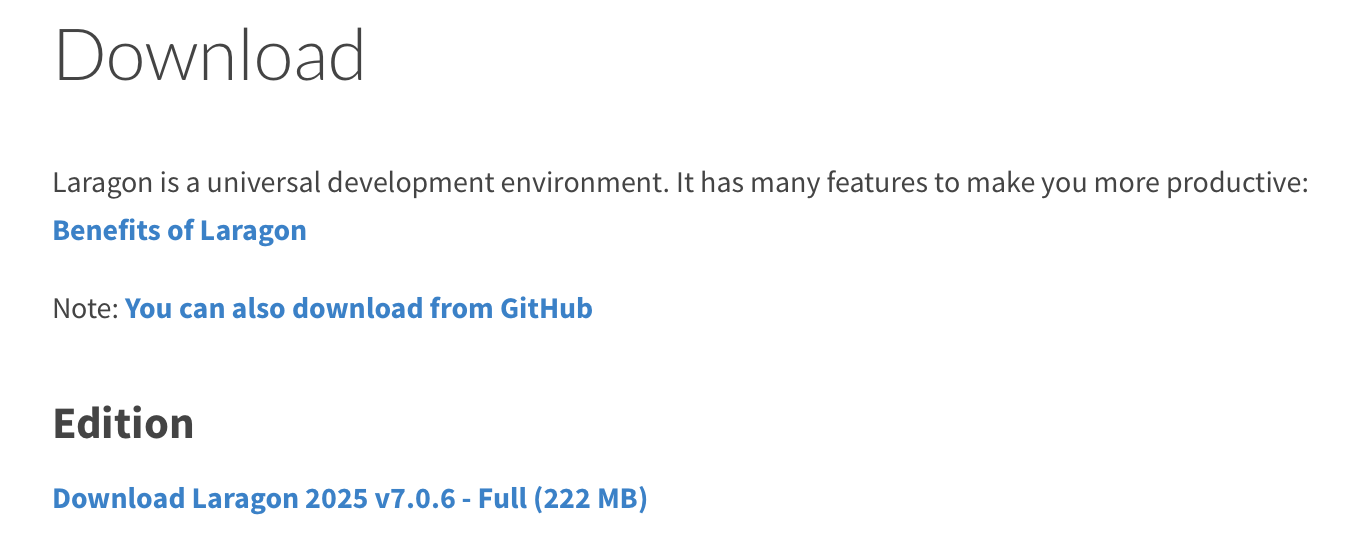 Download
Laragon is a universal development environment. It has many features to make you more productive:
Benefits of Laragon
Note: You can also download from GitHub
Edition
Download Laragon 2025 v7.0.6 - Full (222 MB)